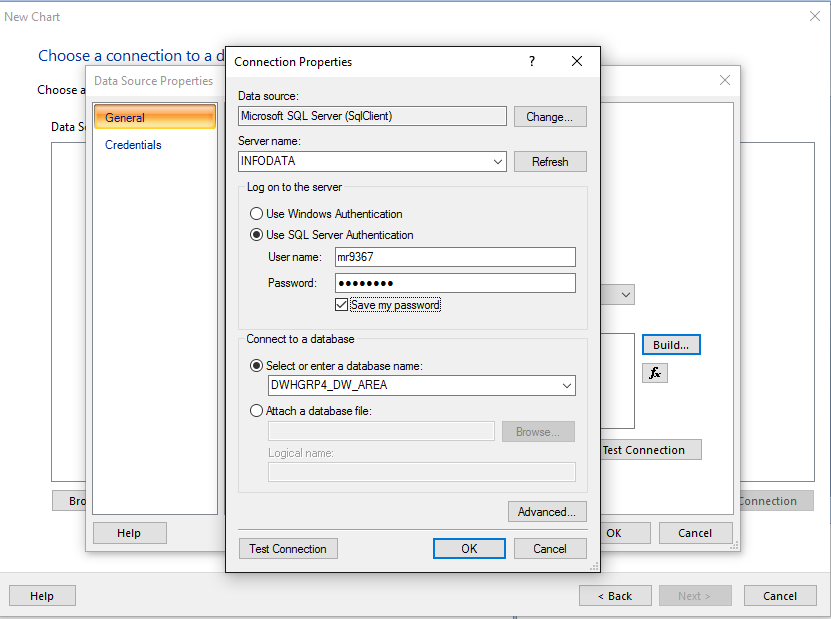 New Chart
Choose a connection to a d
Choose a
Data Source Properties
Data So
General
Credentials
Connection Properties
?
Data source:
Microsoft SQL Server (SqlClient)
Change...
Server name:
INFODATA
Refresh
Log on to the server
Use Windows Authentication
Use SQL Server Authentication
User name:
mr9367
Password:
●●●●●●●●
Save my password
Connect to a database
Select or enter a database name:
DWHGRP4_DW_AREA
Attach a database file:
Browse...
Logical name:
Advanced...
Test Connection
OK
Cancel
Build...
fx
Test Connection
Bro
Connection
Help
OK
Cancel
Help
< Back
Next >
Cancel